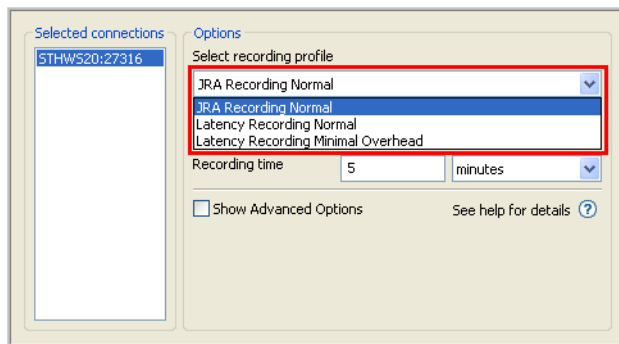 Selected connections
STHWS20:27316
Options
Select recording profile
JRA Recording Normal
JRA Recording Normal
Latency Recording Normal
Latency Recording Minimal Overhead
Recording time 5 minutes
Show Advanced Options See help for details ?